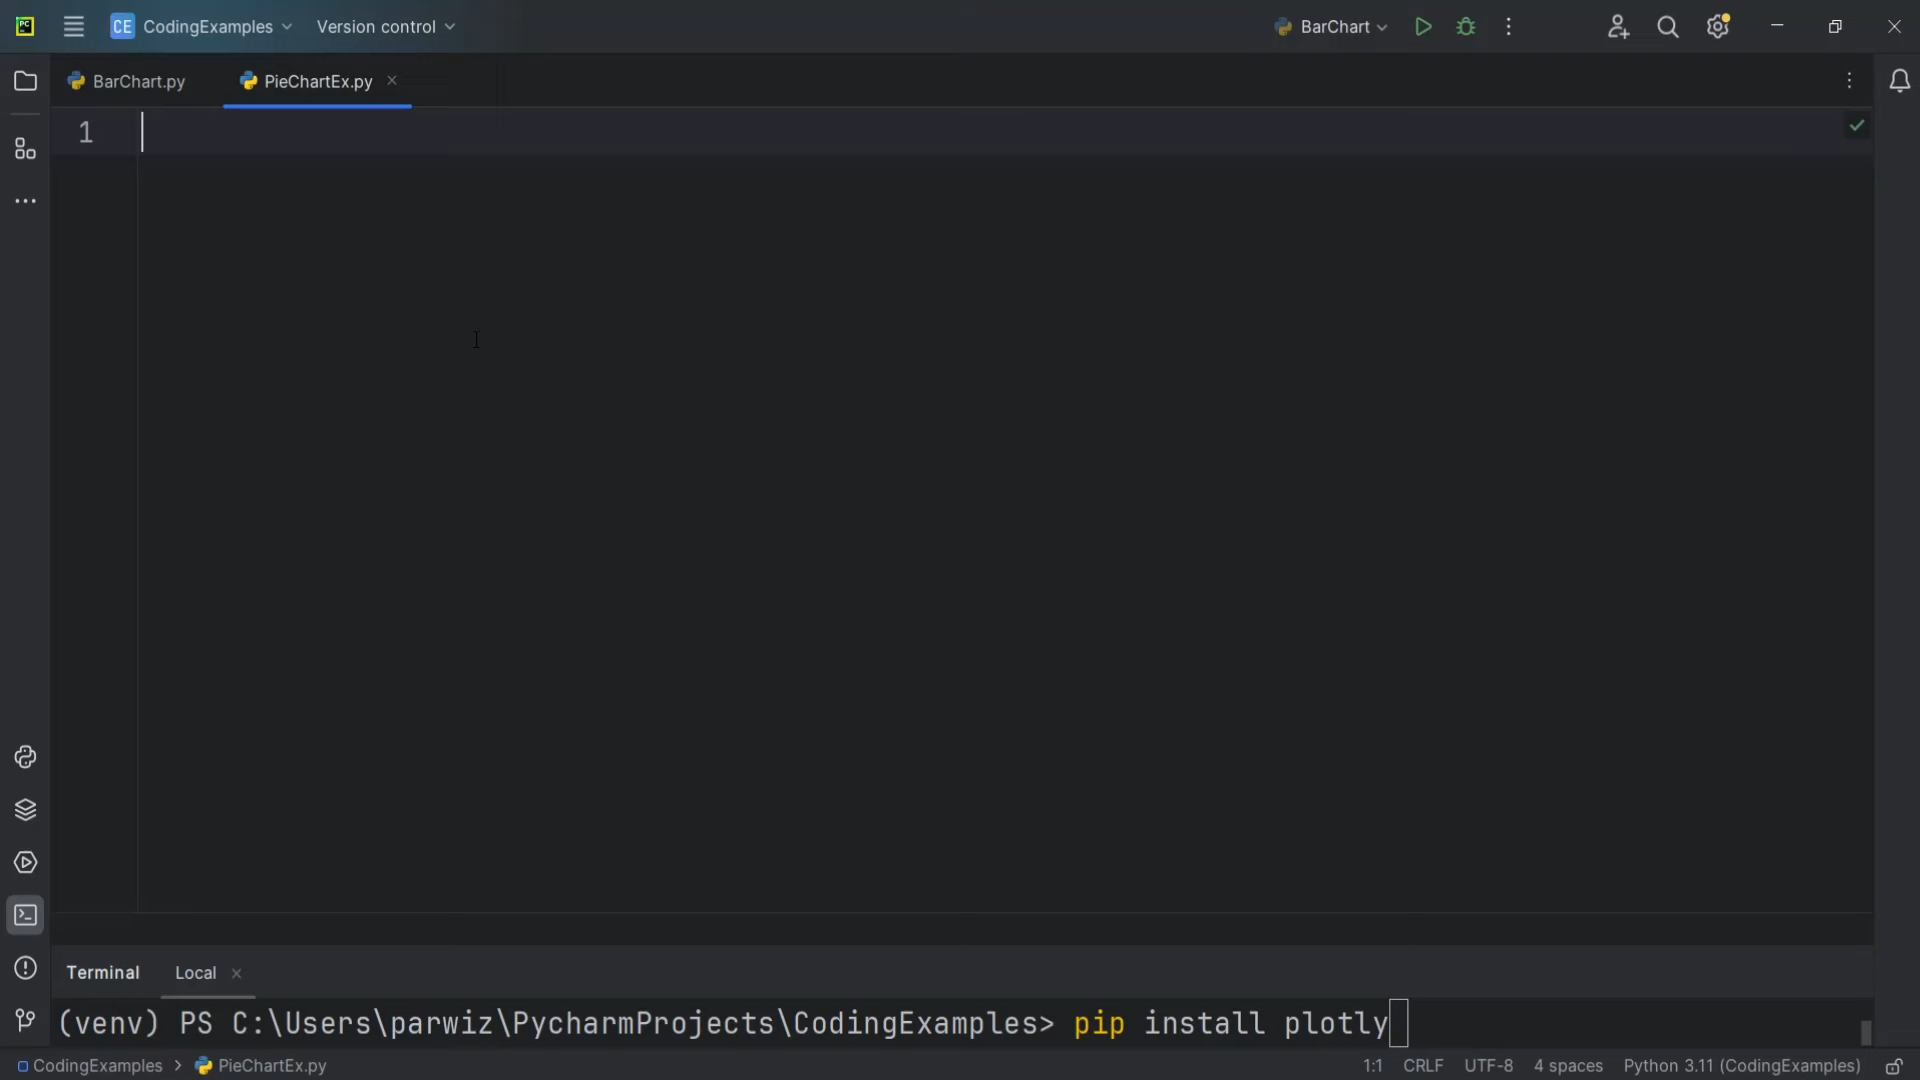 PC
CE CodingExamples Version control BarChart
BarChart.py PieChartEx.py
1
Terminal Local
(venv) PS C:\Users\parwiz\PycharmProjects\CodingExamples> pip install plotly
CodingExamples > PieChartEx.py 1:1 CRLF UTF-8 4 spaces Python 3.11 (CodingExamples)